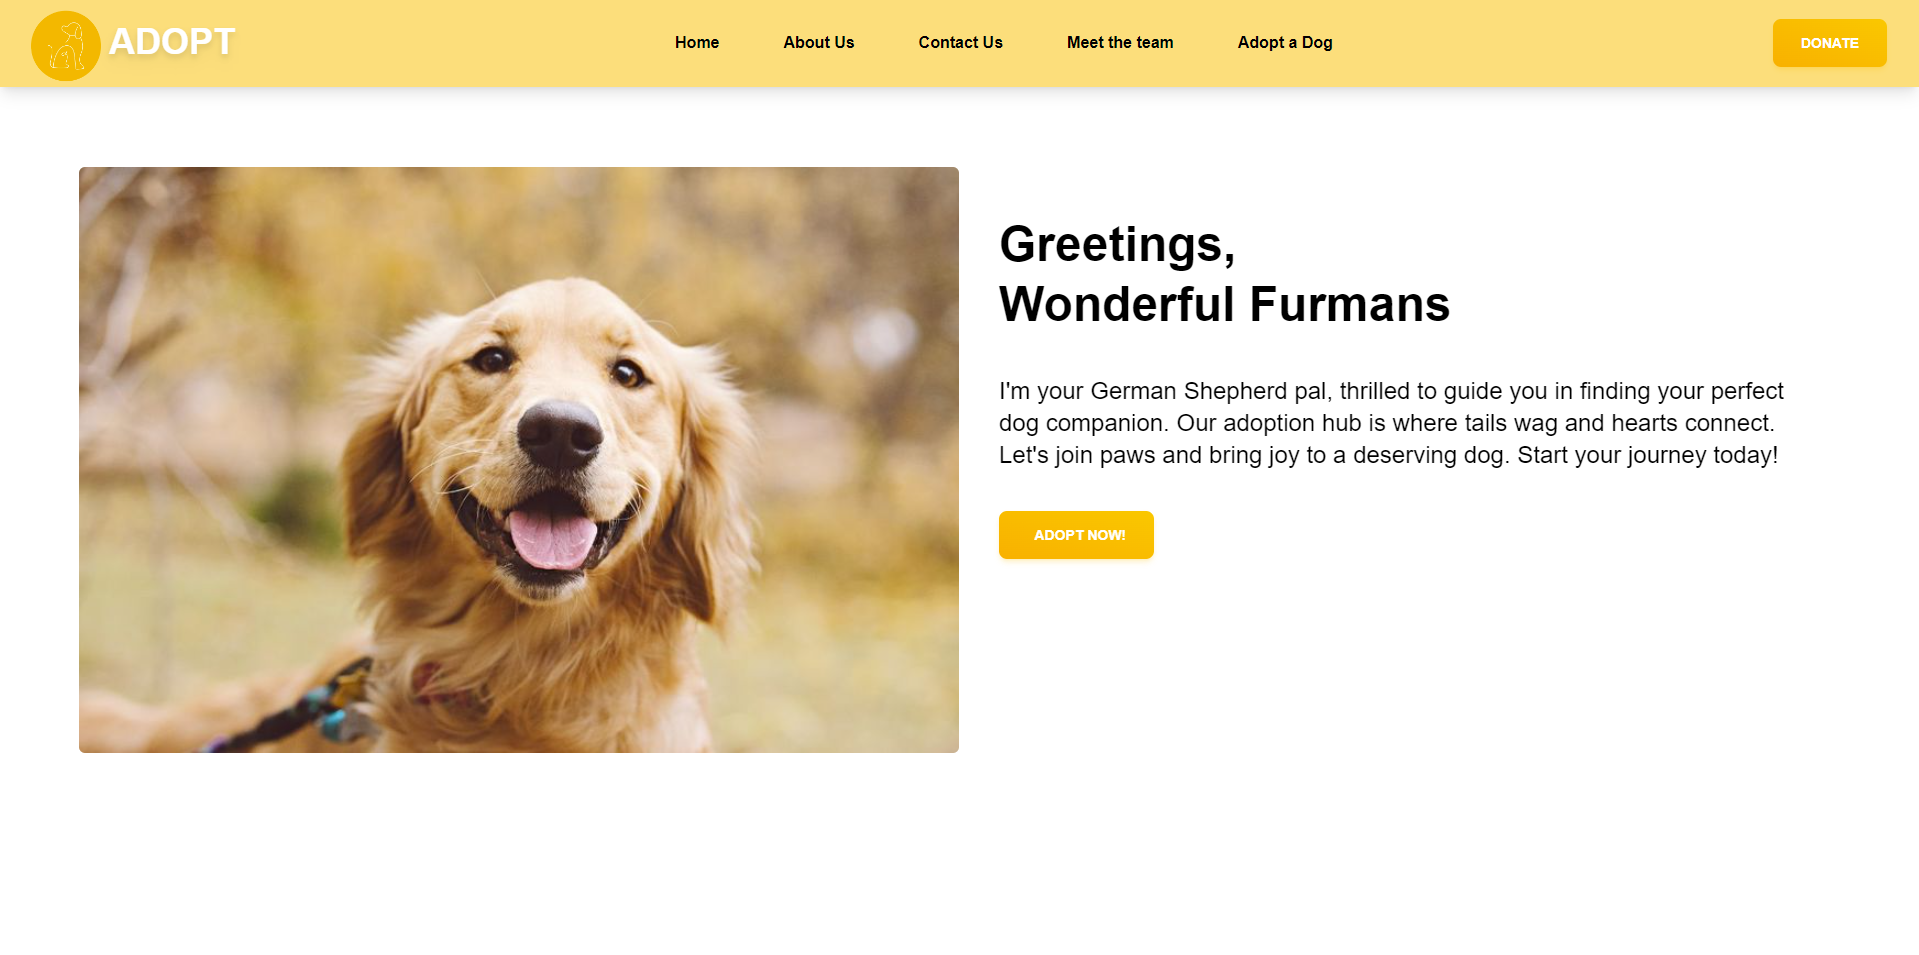 ADOPT
Home
About Us
Contact Us
Meet the team
Adopt a Dog
DONATE
Greetings,
Wonderful Furmans
I'm your German Shepherd pal, thrilled to guide you in finding your perfect
dog companion. Our adoption hub is where tails wag and hearts connect.
Let's join paws and bring joy to a deserving dog. Start your journey today!
ADOPT NOW!